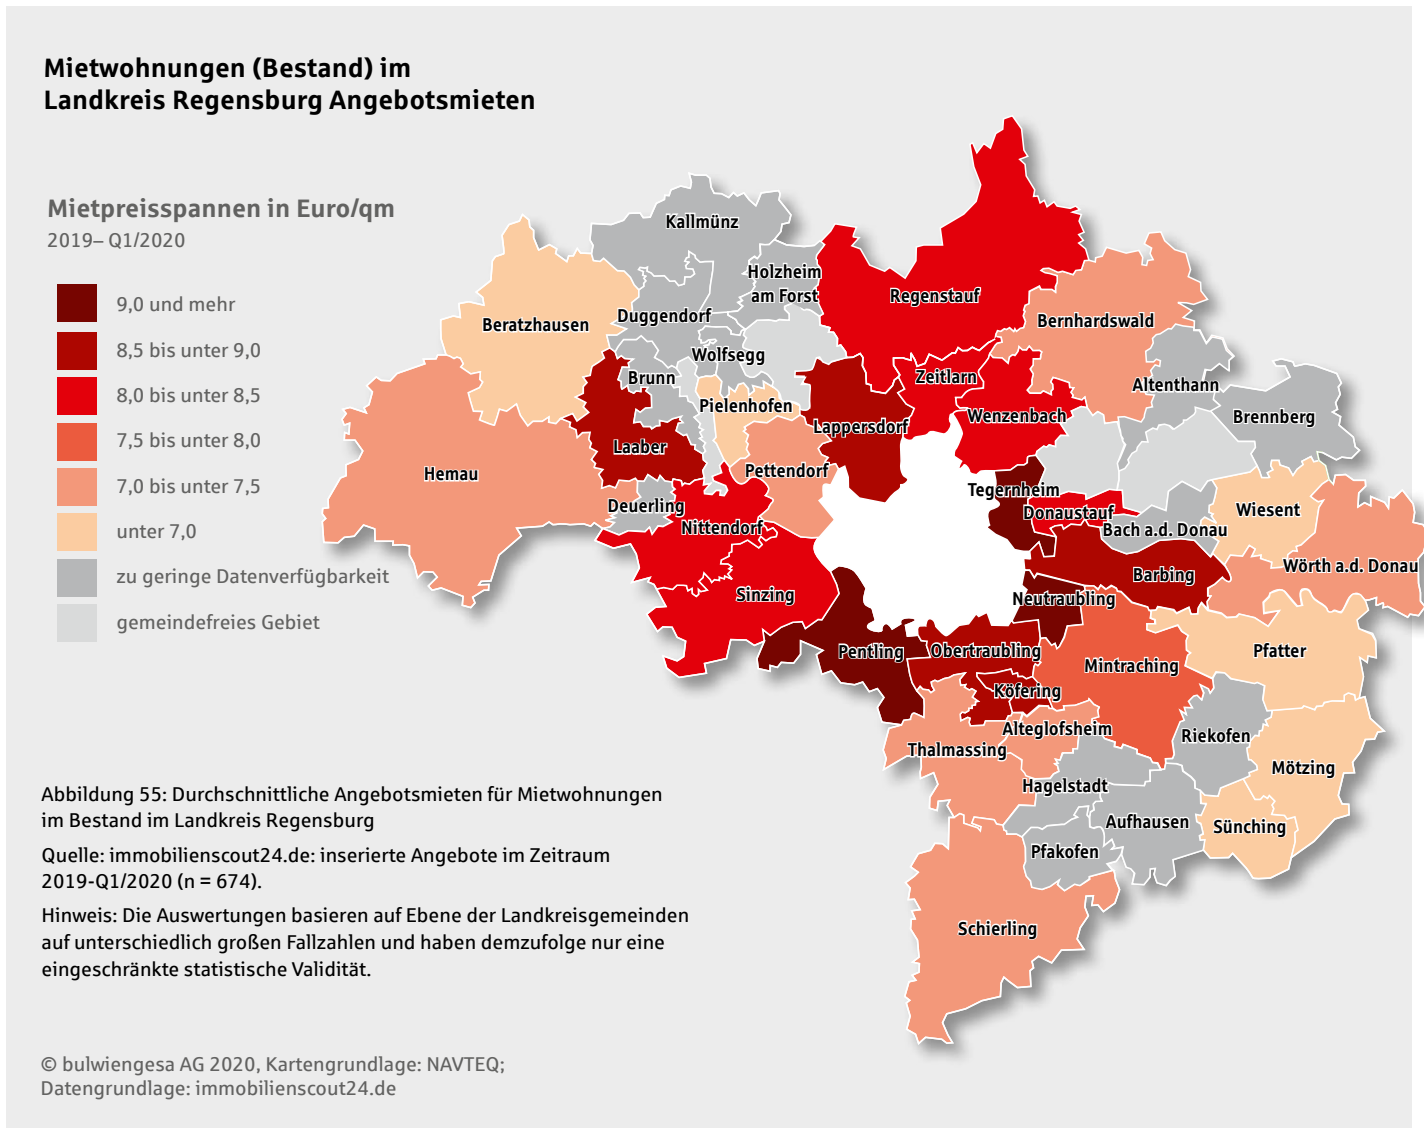 Mietwohnungen (Bestand) im
Landkreis Regensburg Angebotsmieten
Mietpreisspannen in Euro/qm
2019– Q1/2020
9,0 und mehr
8,5 bis unter 9,0
8,0 bis unter 8,5
7,5 bis unter 8,0
7,0 bis unter 7,5
unter 7,0
zu geringe Datenverfügbarkeit
gemeindefreies Gebiet
Kallmünz
Holzheim
am Forst
Regenstauf
Duggendorf
Beratzhausen
Bernhardswald
Wolfsegg
Brunn
Zeitlarn
Altenthann
Pielenhofen
Wenzenbach
Brennberg
Lappersdorf
Laaber
Hemau
Pettendorf
Tegernheim
Deuerling
Donaustauf
Wiesent
Nittendorf
Bach a.d. Donau
Wörth a.d. Donau
Barbing
Sinzing
Neutraubling
Pentling
Obertraubling
Pfatter
Mintraching
Köfering
Alteglofsheim
Riekofen
Thalmassing
Mötzing
Hagelstadt
Aufhausen
Sünching
Pfakofen
Schierling
Abbildung 55: Durchschnittliche Angebotsmieten für Mietwohnungen
im Bestand im Landkreis Regensburg
Quelle: immobilienscout24.de: inserierte Angebote im Zeitraum
2019-Q1/2020 (n = 674).
Hinweis: Die Auswertungen basieren auf Ebene der Landkreisgemeinden
auf unterschiedlich großen Fallzahlen und haben demzufolge nur eine
eingeschränkte statistische Validität.
© bulwiengesa AG 2020, Kartengrundlage: NAVTEQ;
Datengrundlage: immobilienscout24.de